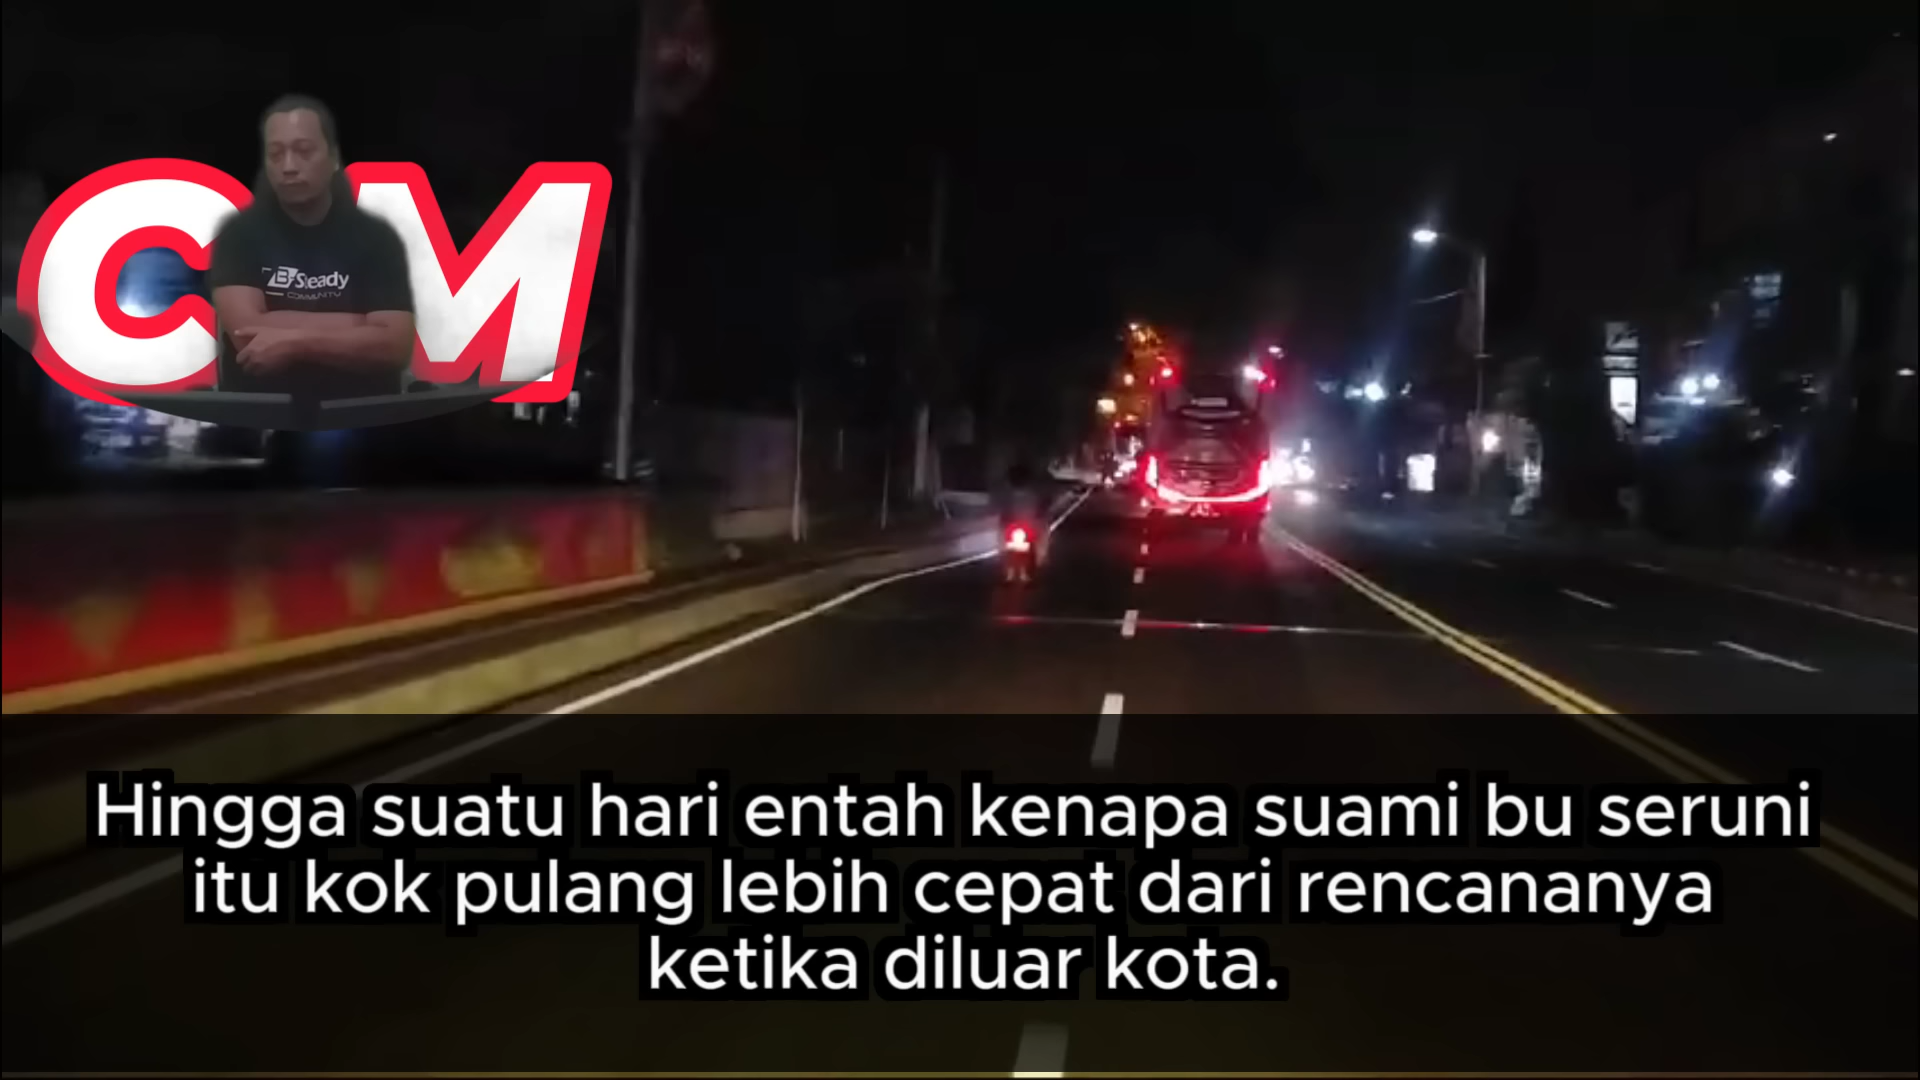 CM
B-Steady
COMMUNITY
Hingga suatu hari entah kenapa suami bu seruni
itu kok pulang lebih cepat dari rencananya
ketika diluar kota.